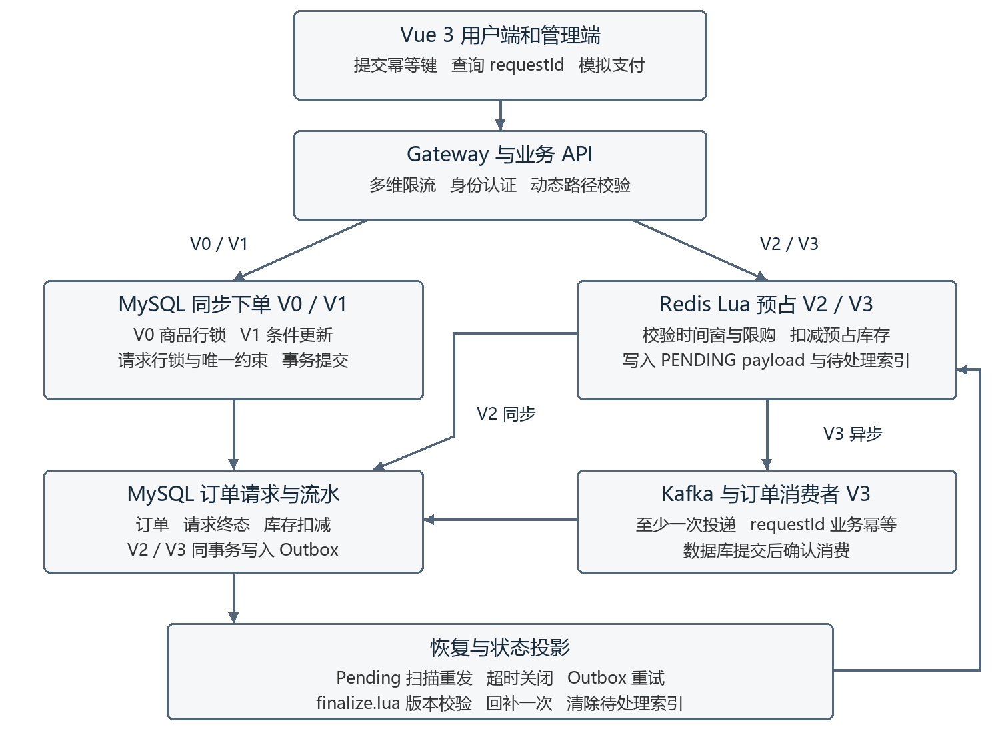 Vue 3 用户端和管理端
提交幂等键 查询 requestId 模拟支付
Gateway 与业务 API
多维限流 身份认证 动态路径校验
V0 / V1
V2 / V3
MySQL 同步下单 V0 / V1
V0 商品行锁 V1 条件更新
请求行锁与唯一约束 事务提交
Redis Lua 预占 V2 / V3
校验时间窗与限购 扣减预占库存
写入 PENDING payload 与待处理索引
V2 同步
V3 异步
MySQL 订单请求与流水
订单 请求终态 库存扣减
V2 / V3 同事务写入 Outbox
Kafka 与订单消费者 V3
至少一次投递 requestId 业务幂等
数据库提交后确认消费
恢复与状态投影
Pending 扫描重发 超时关闭 Outbox 重试
finalize.lua 版本校验 回补一次 清除待处理索引